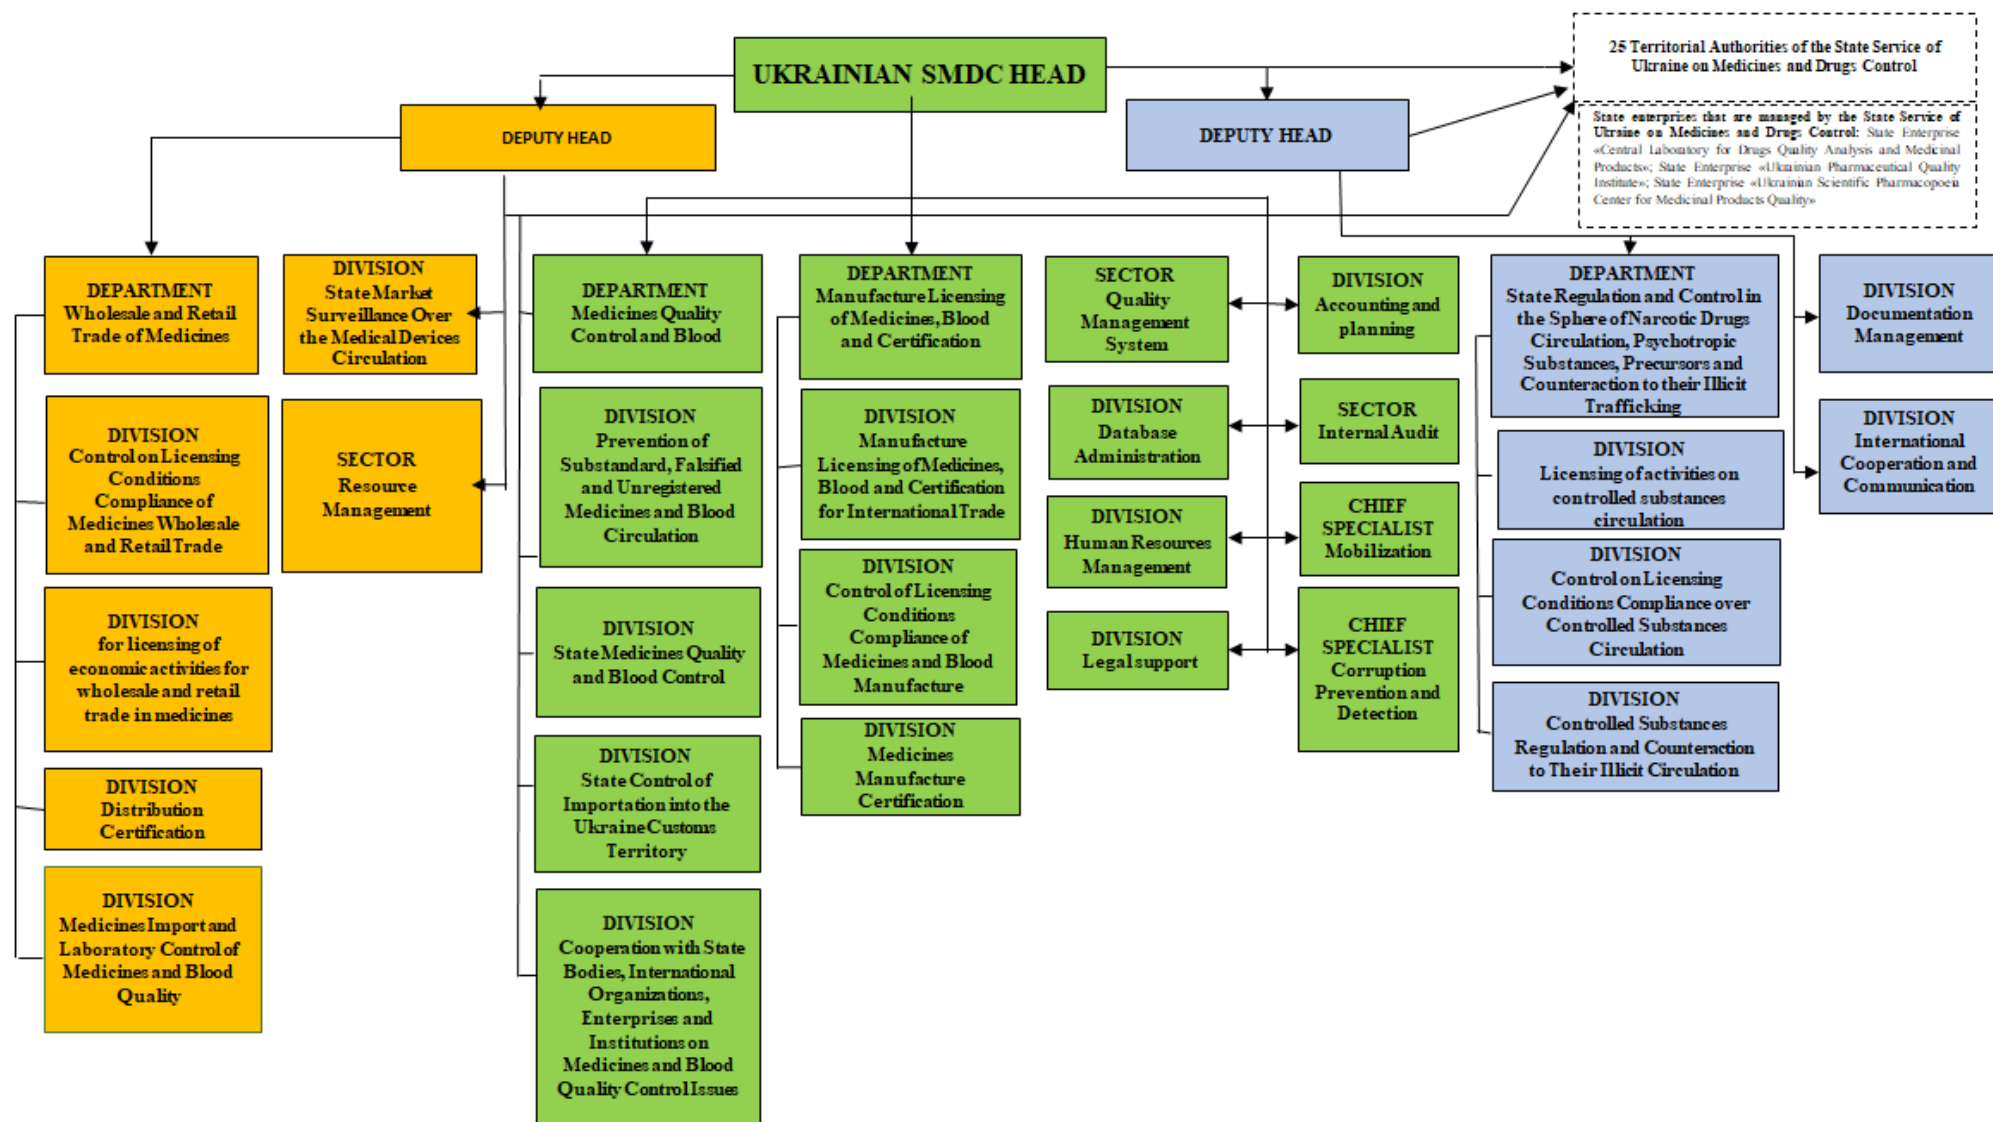 UKRAINIAN SMDC HEAD
25 Territorial Authorities of the State Service of
Ukraine on Medicines and Drugs Control
DEPUTY HEAD
DEPUTY HEAD
State enterprises that are managed by the State Service of
Ukraine on Medicines and Drugs Control: State Enterprise
«Central Laboratory for Drugs Quality Analysis and Medicinal
Products»; State Enterprise «Ukrainian Pharmaceutical Quality
Institute»; State Enterprise «Ukrainian Scientific Pharmacopoeia
Center for Medicinal Products Quality»
DEPARTMENT
Wholesale and Retail
Trade of Medicines
DIVISION
Control on Licensing
Conditions
Compliance of
Medicines Wholesale
and Retail Trade
DIVISION
for licensing of
economic activities for
wholesale and retail
trade in medicines
DIVISION
Distribution
Certification
DIVISION
Medicines Import and
Laboratory Control of
Medicines and Blood
Quality
DIVISION
State Market
Surveillance Over
the Medical Devices
Circulation
SECTOR
Resource
Management
DEPARTMENT
Medicines Quality
Control and Blood
DIVISION
Prevention of
Substandard, Falsified
and Unregistered
Medicines and Blood
Circulation
DIVISION
State Medicines Quality
and Blood Control
DIVISION
State Control of
Importation into the
Ukraine Customs
Territory
DIVISION
Cooperation with State
Bodies, International
Organizations,
Enterprises and
Institutions on
Medicines and Blood
Quality Control Issues
DEPARTMENT
Manufacture Licensing
of Medicines, Blood
and Certification
DIVISION
Manufacture
Licensing of Medicines,
Blood and Certification
for International Trade
DIVISION
Control of Licensing
Conditions
Compliance of
Medicines and Blood
Manufacture
DIVISION
Medicines
Manufacture
Certification
SECTOR
Quality
Management
System
DIVISION
Database
Administration
DIVISION
Human Resources
Management
DIVISION
Legal support
DIVISION
Accounting and
planning
SECTOR
Internal Audit
CHIEF
SPECIALIST
Mobilization
CHIEF
SPECIALIST
Corruption
Prevention and
Detection
DEPARTMENT
State Regulation and Control in
the Sphere of Narcotic Drugs
Circulation, Psychotropic
Substances, Precursors and
Counteraction to their Illicit
Trafficking
DIVISION
Licensing of activities on
controlled substances
circulation
DIVISION
Control on Licensing
Conditions Compliance over
Controlled Substances
Circulation
DIVISION
Controlled Substances
Regulation and Counteraction
to Their Illicit Circulation
DIVISION
Documentation
Management
DIVISION
International
Cooperation and
Communication